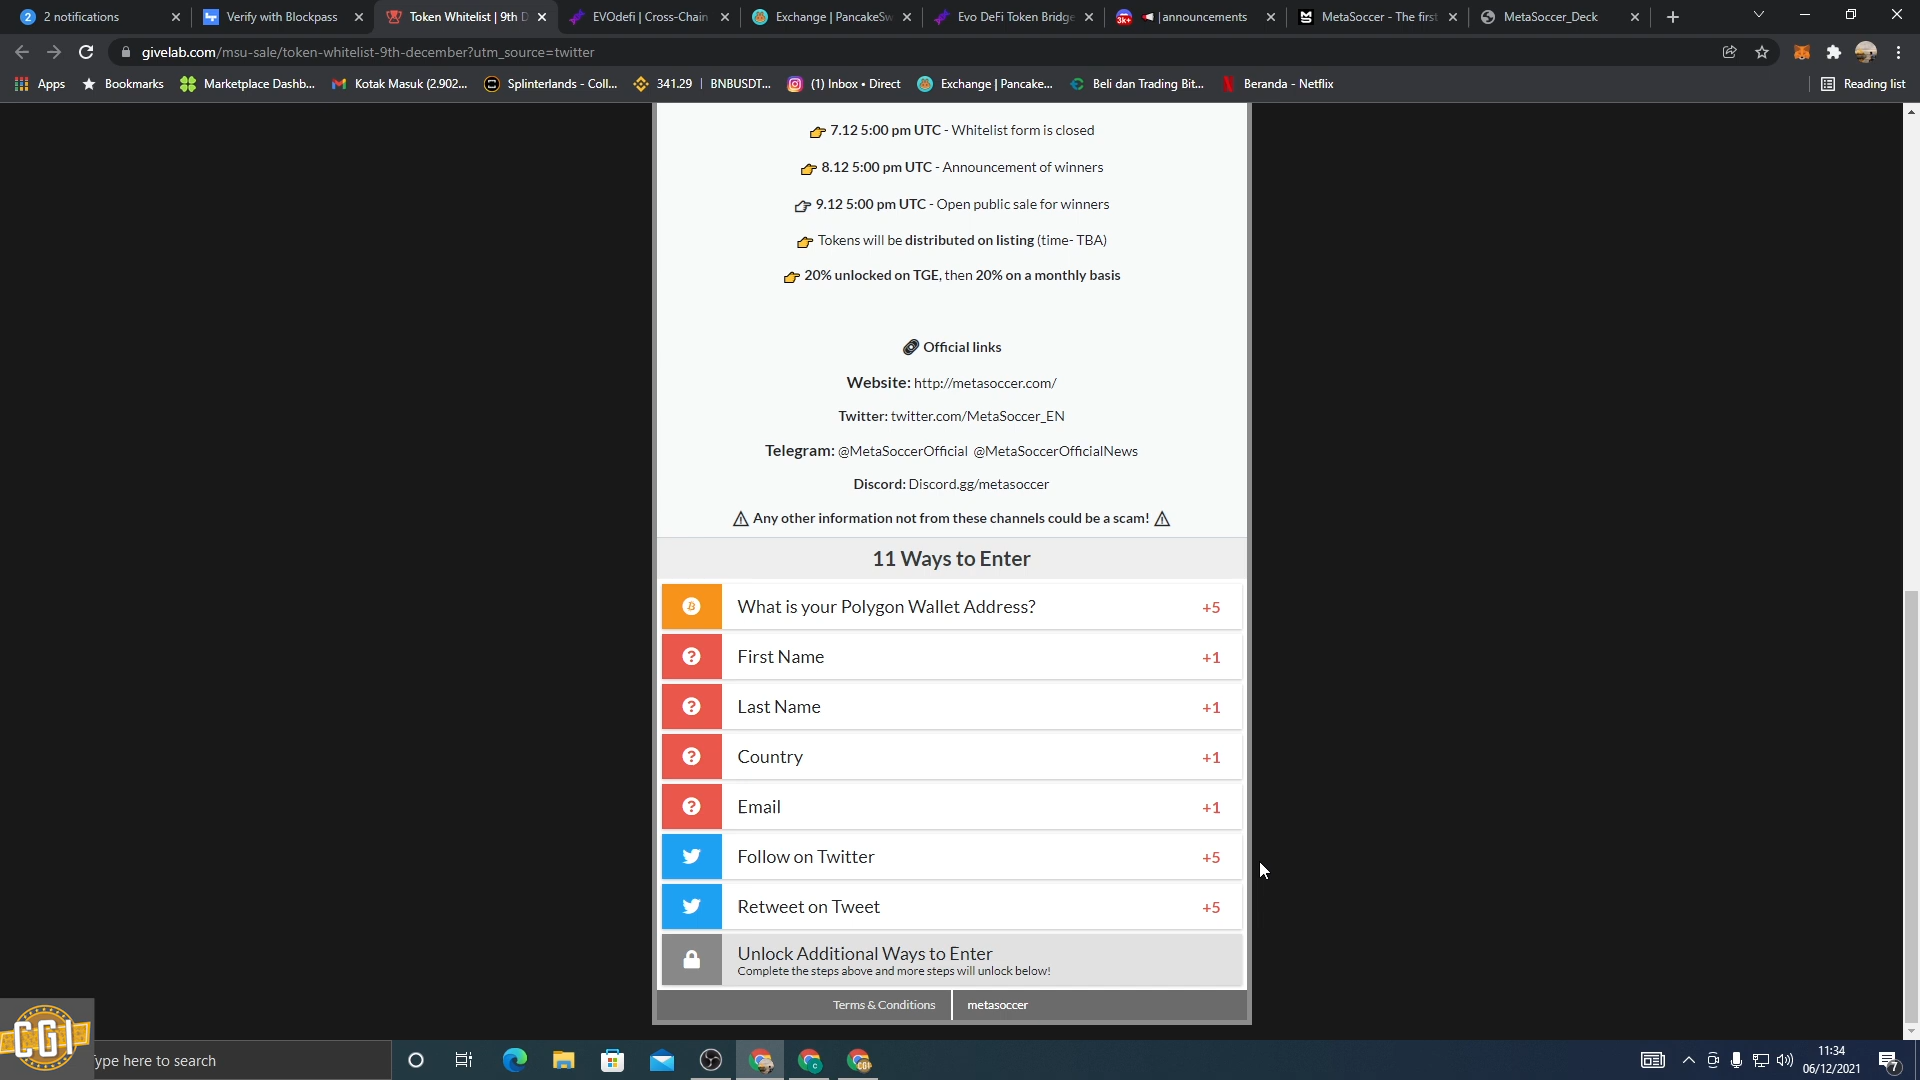 2 notifications
Verify with Blockpass
Token Whitelist | 9th D
EVOdefi | Cross-Chain
Exchange | PancakeSw
Evo DeFi Token Bridge
3k+
|announcements
MetaSoccer - The first
MetaSoccer_Deck
givelab.com/msu-sale/token-whitelist-9th-december?utm_source=twitter
Apps
Bookmarks
Marketplace Dashb...
Kotak Masuk (2.902...
Splinterlands - Coll...
341.29 | BNBUSDT...
(1) Inbox • Direct
Exchange | Pancake...
Beli dan Trading Bit...
Beranda - Netflix
Reading list
👉 7.12 5:00 pm UTC - Whitelist form is closed
👉 8.12 5:00 pm UTC - Announcement of winners
👉 9.12 5:00 pm UTC - Open public sale for winners
👉 Tokens will be distributed on listing (time- TBA)
👉 20% unlocked on TGE, then 20% on a monthly basis
🔗 Official links
Website: http://metasoccer.com/
Twitter: twitter.com/MetaSoccer_EN
Telegram: @MetaSoccerOfficial @MetaSoccerOfficialNews
Discord: Discord.gg/metasoccer
⚠ Any other information not from these channels could be a scam! ⚠
11 Ways to Enter
What is your Polygon Wallet Address? +5
First Name +1
Last Name +1
Country +1
Email +1
Follow on Twitter +5
Retweet on Tweet +5
Unlock Additional Ways to Enter
Complete the steps above and more steps will unlock below!
Terms & Conditions
metasoccer
CGI
ype here to search
11:34
06/12/2021
7